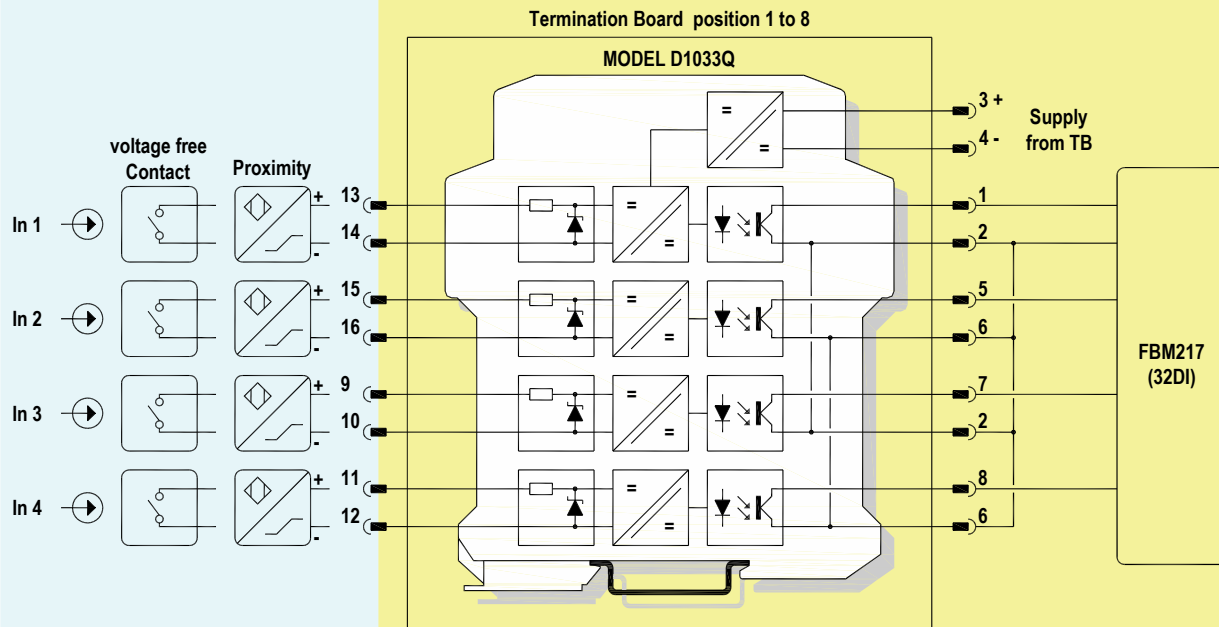 Termination Board position 1 to 8
MODEL D1033Q
3 +
4 -
Supply
from TB
voltage free
Contact
Proximity
In 1
+ 13
14
-
1
2
In 2
+ 15
16
-
5
6
In 3
+ 9
10
-
7
2
In 4
+ 11
12
-
8
6
FBM217
(32DI)
= =
= =
= =
= =
= =